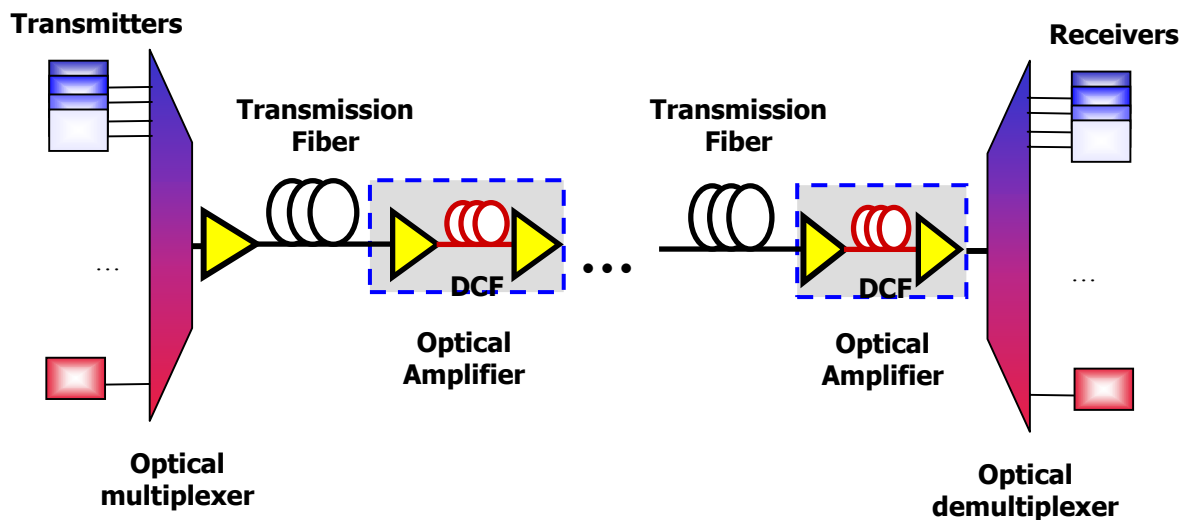 Transmitters
Receivers
Transmission
Fiber
Transmission
Fiber
...
DCF
...
DCF
...
Optical
Amplifier
Optical
Amplifier
Optical
multiplexer
Optical
demultiplexer